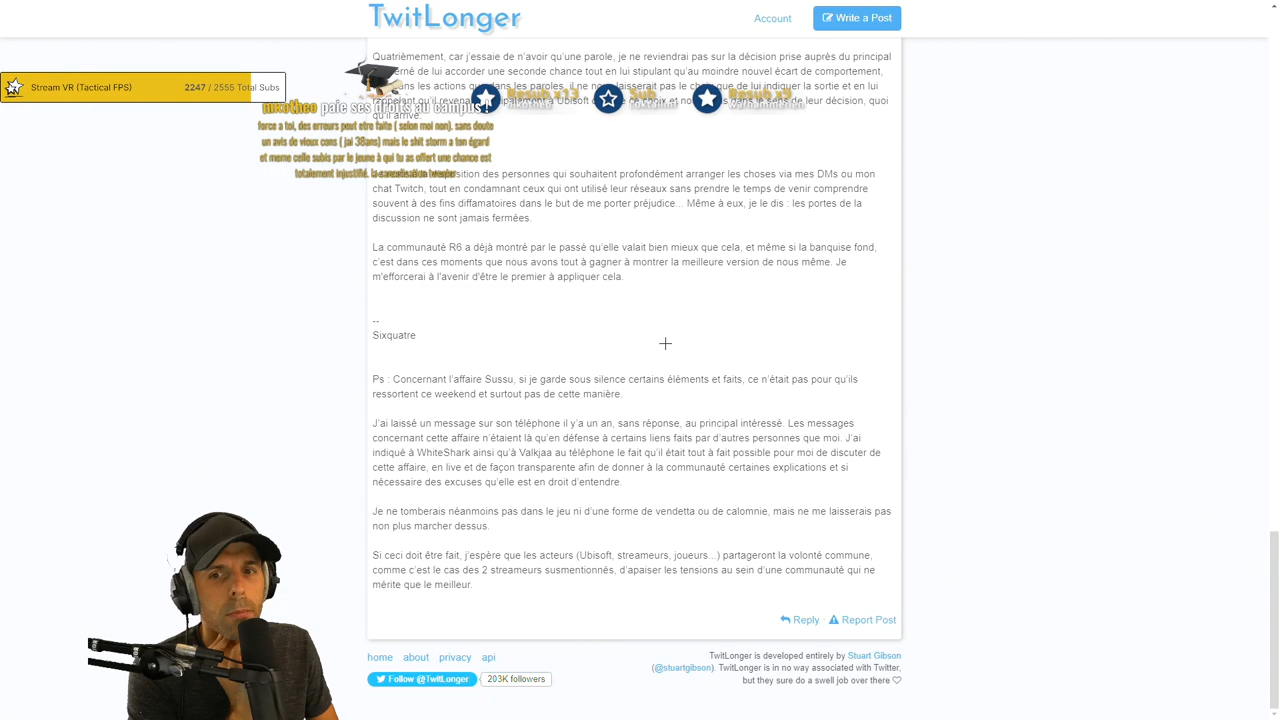 TwitLonger
Account
Write a Post
Stream VR (Tactical FPS)
2247 / 2555 Total Subs
nikotheo paie ses droits au campus !
force a toi, des erreurs peut etre faite ( selon moi non). sans doute
un avis de vieux cons ( jai 38ans) mais le shit storm a ton égard
et meme celle subis par le jeune à qui tu as offert une chance est
totalement injustifié.
Resub x13
Sub
Resub x9
Quatrièmement, car j'essaie de n'avoir qu'une parole, je ne reviendrai pas sur la décision prise auprès du principal
de lui accorder une seconde chance tout en lui stipulant qu'au moindre nouvel écart de comportement,
dans les actions dans les paroles, il ne laisserait pas le de lui indiquer la sortie et en lui
à Ubisoft de leur décision, quoi
qu'il arrive.
position des personnes qui souhaitent profondément arranger les choses via mes DMs ou mon
chat Twitch, tout en condamnant ceux qui ont utilisé leur réseaux sans prendre le temps de venir comprendre
souvent à des fins diffamatoires dans le but de me porter préjudice... Même à eux, je le dis : les portes de la
discussion ne sont jamais fermées.
La communauté R6 a déjà montré par le passé qu'elle valait bien mieux que cela, et même si la banquise fond,
c'est dans ces moments que nous avons tout à gagner à montrer la meilleure version de nous même. Je
m'efforcerai à l'avenir d'être le premier à appliquer cela.
--
Sixquatre
Ps : Concernant l'affaire Sussu, si je garde sous silence certains éléments et faits, ce n'était pas pour qu'ils
ressortent ce weekend et surtout pas de cette manière.
J'ai laissé un message sur son téléphone il y'a un an, sans réponse, au principal intéressé. Les messages
concernant cette affaire n'étaient là qu'en défense à certains liens faits par d'autres personnes que moi. J'ai
indiqué à WhiteShark ainsi qu'à Valkjaa au téléphone le fait qu'il était tout à fait possible pour moi de discuter de
cette affaire, en live et de façon transparente afin de donner à la communauté certaines explications et si
nécessaire des excuses qu'elle est en droit d'entendre.
Je ne tomberais néanmoins pas dans le jeu ni d'une forme de vendetta ou de calomnie, mais ne me laisserais pas
non plus marcher dessus.
Si ceci doit être fait, j'espère que les acteurs (Ubisoft, streameurs, joueurs...) partageront la volonté commune,
comme c'est le cas des 2 streameurs susmentionnés, d'apaiser les tensions au sein d'une communauté qui ne
mérite que le meilleur.
Reply · Report Post
home about privacy api
Follow @TwitLonger
203K followers
TwitLonger is developed entirely by Stuart Gibson
(@stuartgibson). TwitLonger is in no way associated with Twitter,
but they sure do a swell job over there